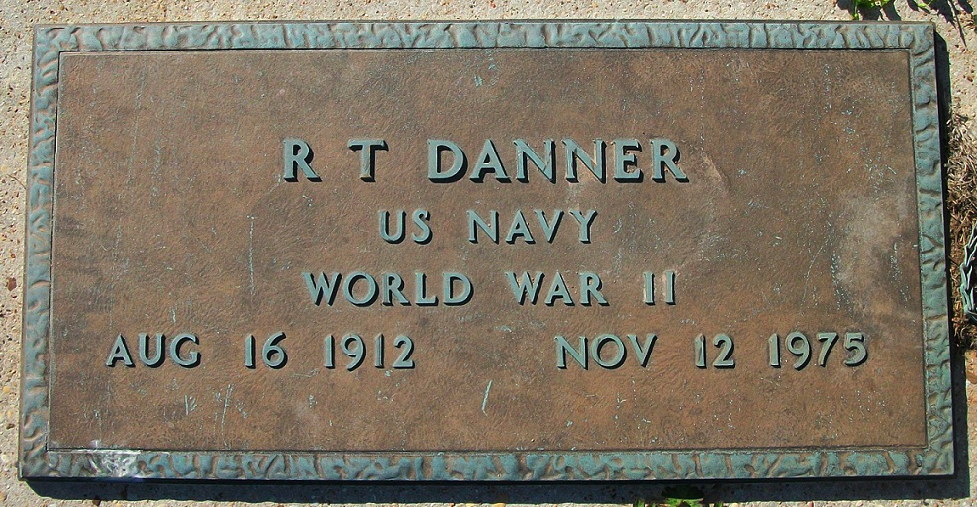 R T DANNER
US NAVY
WORLD WAR II
AUG 16 1912 NOV 12 1975